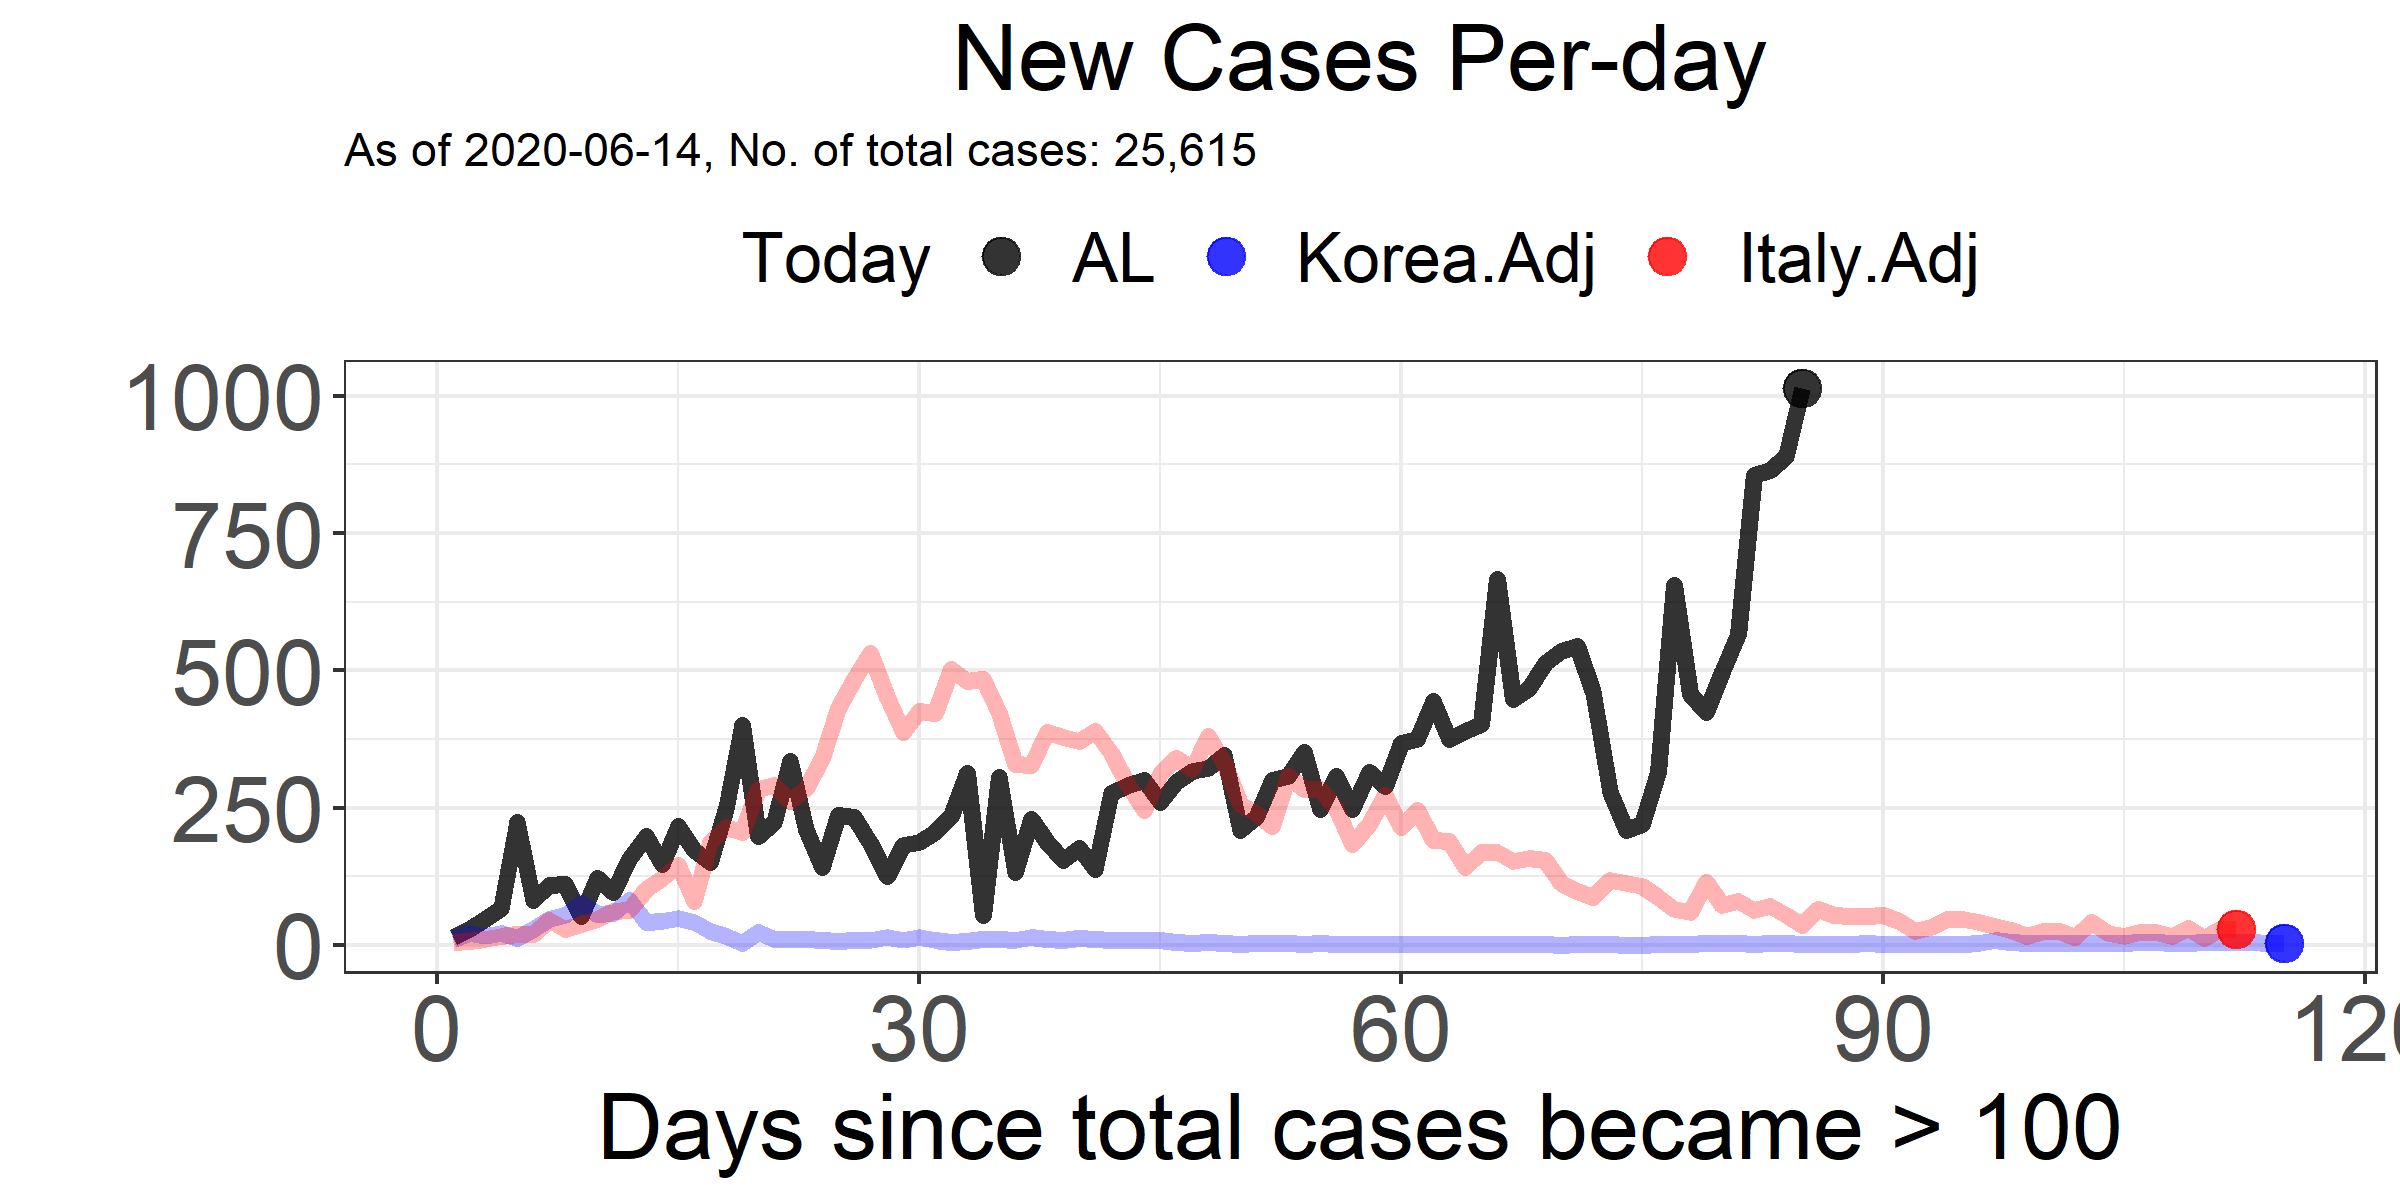 New Cases Per-day
As of 2020-06-14, No. of total cases: 25,615
Today AL Korea.Adj Italy.Adj
1000
750
500
250
0
0 30 60 90 120
Days since total cases became > 100